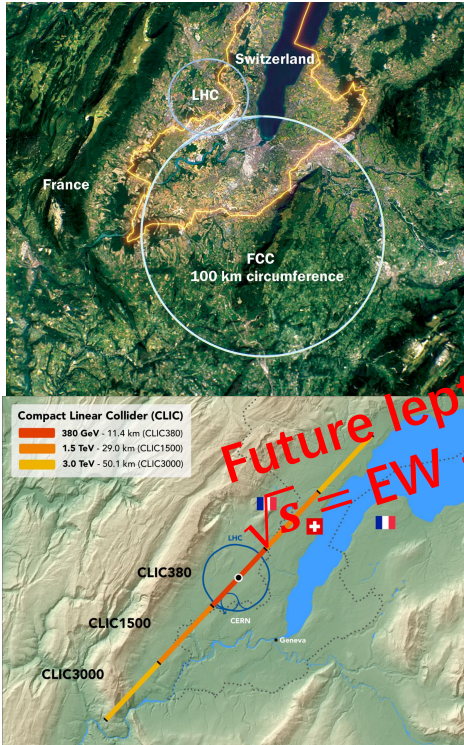 Switzerland
LHC
France
FCC
100 km circumference
Compact Linear Collider (CLIC)
380 GeV - 11.4 km (CLIC380)
1.5 TeV - 29.0 km (CLIC1500)
3.0 TeV - 50.1 km (CLIC3000)
Future
√s = EW
LHC
CLIC380
CERN
CLIC1500
Geneva
CLIC3000